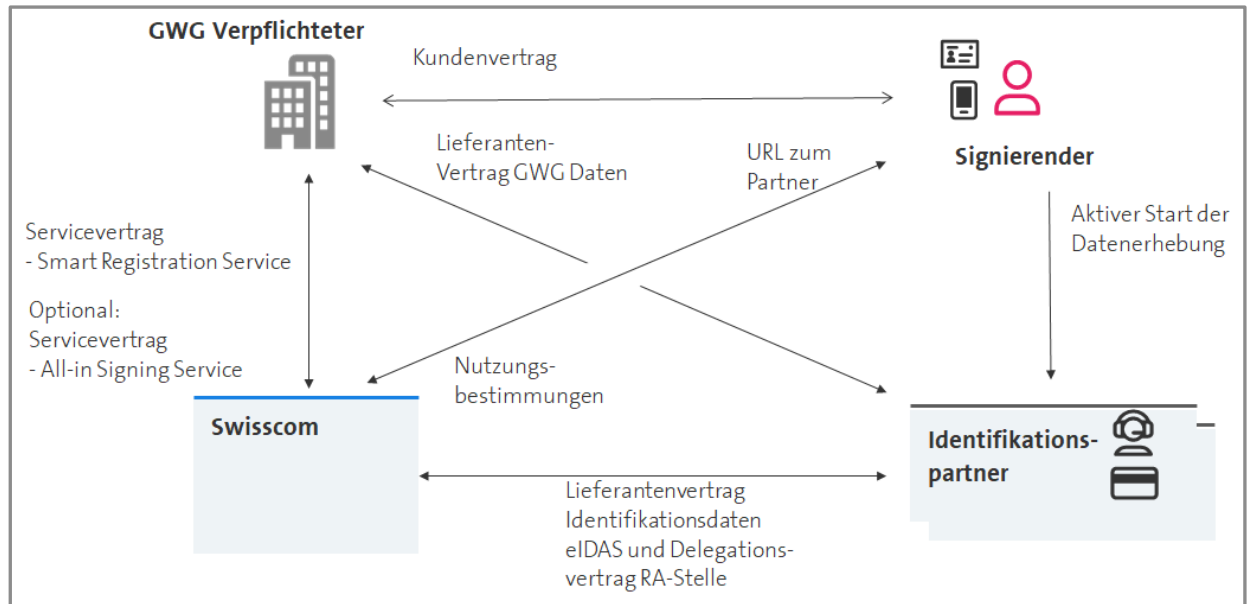 GWG Verpflichteter
Kundenvertrag
Signierender
Lieferanten-
Vertrag GWG Daten
URL zum
Partner
Aktiver Start der
Datenerhebung
Servicevertrag
- Smart Registration Service
Optional:
Servicevertrag
- All-in Signing Service
Nutzungs-
bestimmungen
Swisscom
Identifikations-
partner
Lieferantenvertrag
Identifikationsdaten
eIDAS und Delegations-
vertrag RA-Stelle